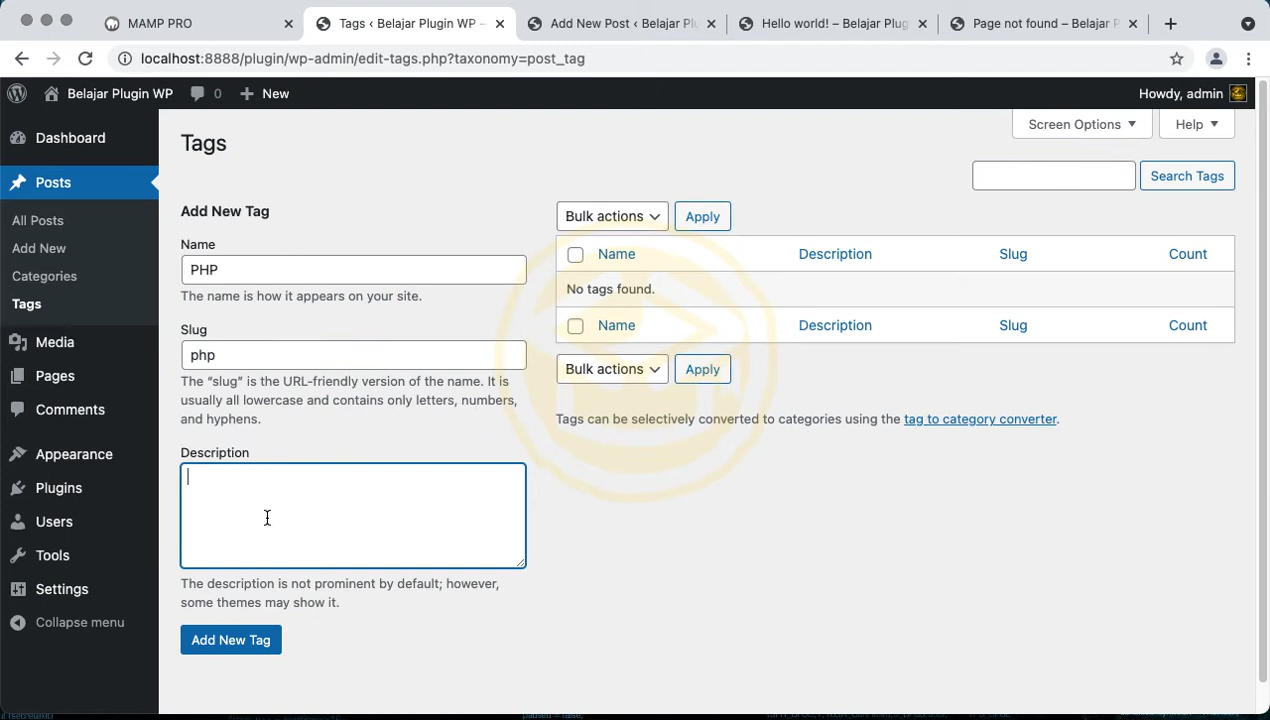 MAMP PRO
Tags ‹ Belajar Plugin WP –
Add New Post ‹ Belajar Plu
Hello world! – Belajar Plugin
Page not found – Belajar P
localhost:8888/plugin/wp-admin/edit-tags.php?taxonomy=post_tag
Belajar Plugin WP
0
New
Howdy, admin
Dashboard
Posts
All Posts
Add New
Categories
Tags
Media
Pages
Comments
Appearance
Plugins
Users
Tools
Settings
Collapse menu
Screen Options
Help
Tags
Search Tags
Add New Tag
Name
PHP
The name is how it appears on your site.
Slug
php
The “slug” is the URL-friendly version of the name. It is
usually all lowercase and contains only letters, numbers,
and hyphens.
Description
The description is not prominent by default; however,
some themes may show it.
Add New Tag
Bulk actions
Apply
Name Description Slug Count
No tags found.
Name Description Slug Count
Bulk actions
Apply
Tags can be selectively converted to categories using the tag to category converter.